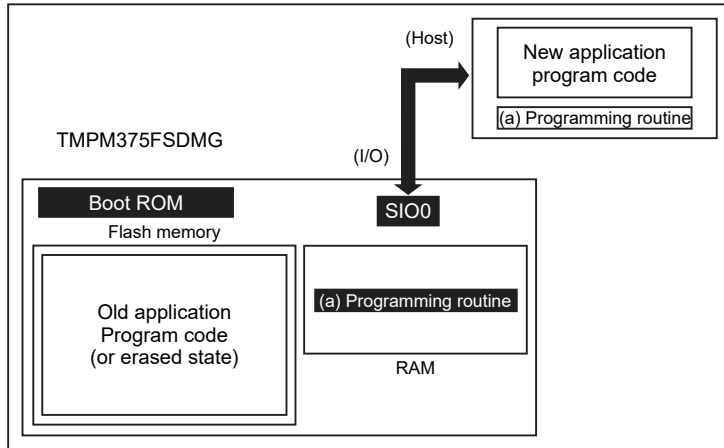 (Host)
New application
program code
(a) Programming routine
TMPM375FSDMG
(I/O)
Boot ROM
SIO0
Flash memory
Old application
Program code
(or erased state)
(a) Programming routine
RAM